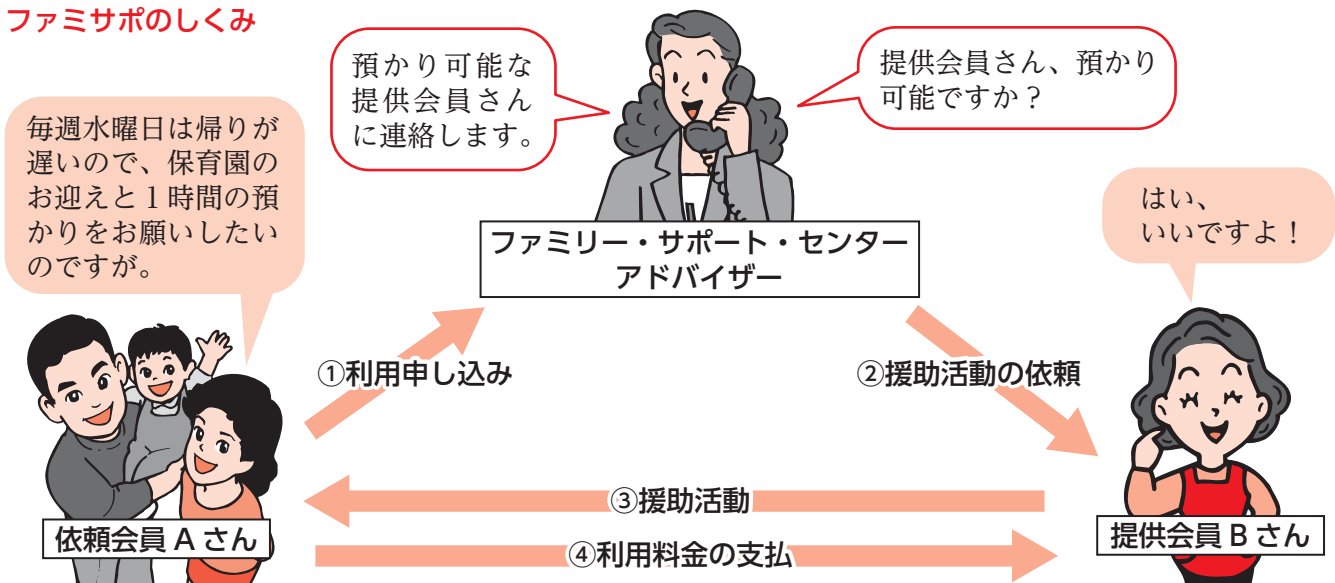 ファミサポのしくみ
預かり可能な
提供会員さん
に連絡します。
提供会員さん、預かり
可能ですか？
毎週水曜日は帰りが
遅いので、保育園の
お迎えと１時間の預
かりをお願いしたい
のですが。
はい、
いいですよ！
ファミリー・サポート・センター
アドバイザー
①利用申し込み
②援助活動の依頼
③援助活動
④利用料金の支払
依頼会員 A さん
提供会員 B さん